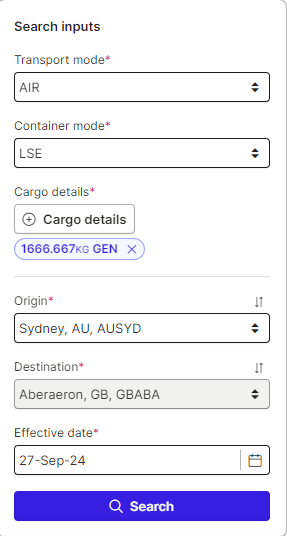 Search inputs
Transport mode*
AIR
Container mode*
LSE
Cargo details*
Cargo details
1666.667KG GEN
Origin*
Sydney, AU, AUSYD
Destination*
Aberaeron, GB, GBABA
Effective date*
27-Sep-24
Search